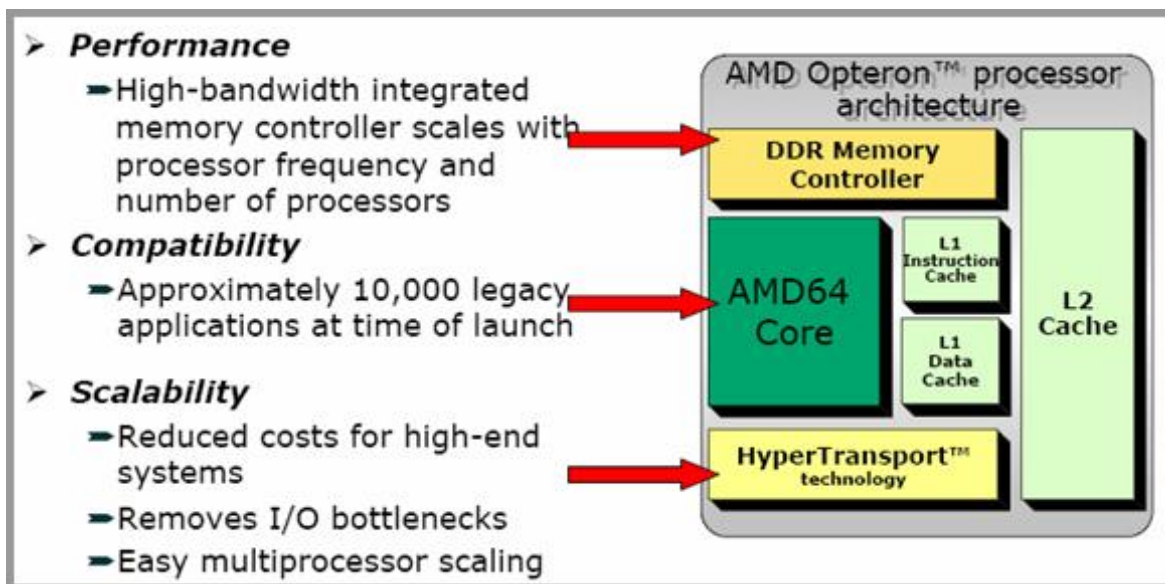 Performance
High-bandwidth integrated
memory controller scales with
processor frequency and
number of processors
Compatibility
Approximately 10,000 legacy
applications at time of launch
Scalability
Reduced costs for high-end
systems
Removes I/O bottlenecks
Easy multiprocessor scaling
AMD Opteron™ processor
architecture
DDR Memory
Controller
AMD64
Core
L1
Instruction
Cache
L1
Data
Cache
L2
Cache
HyperTransport™
technology